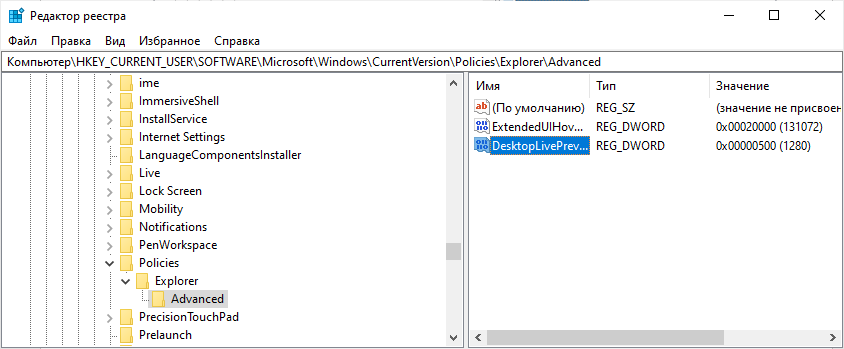 Редактор реестра
Файл Правка Вид Избранное Справка
Компьютер\HKEY_CURRENT_USER\SOFTWARE\Microsoft\Windows\CurrentVersion\Policies\Explorer\Advanced
ime
ImmersiveShell
InstallService
Internet Settings
LanguageComponentsInstaller
Live
Lock Screen
Mobility
Notifications
PenWorkspace
Policies
Explorer
Advanced
PrecisionTouchPad
Prelaunch
Имя Тип Значение
(По умолчанию) REG_SZ (значение не присвоен
ExtendedUIHov... REG_DWORD 0x00020000 (131072)
DesktopLivePrev... REG_DWORD 0x00000500 (1280)